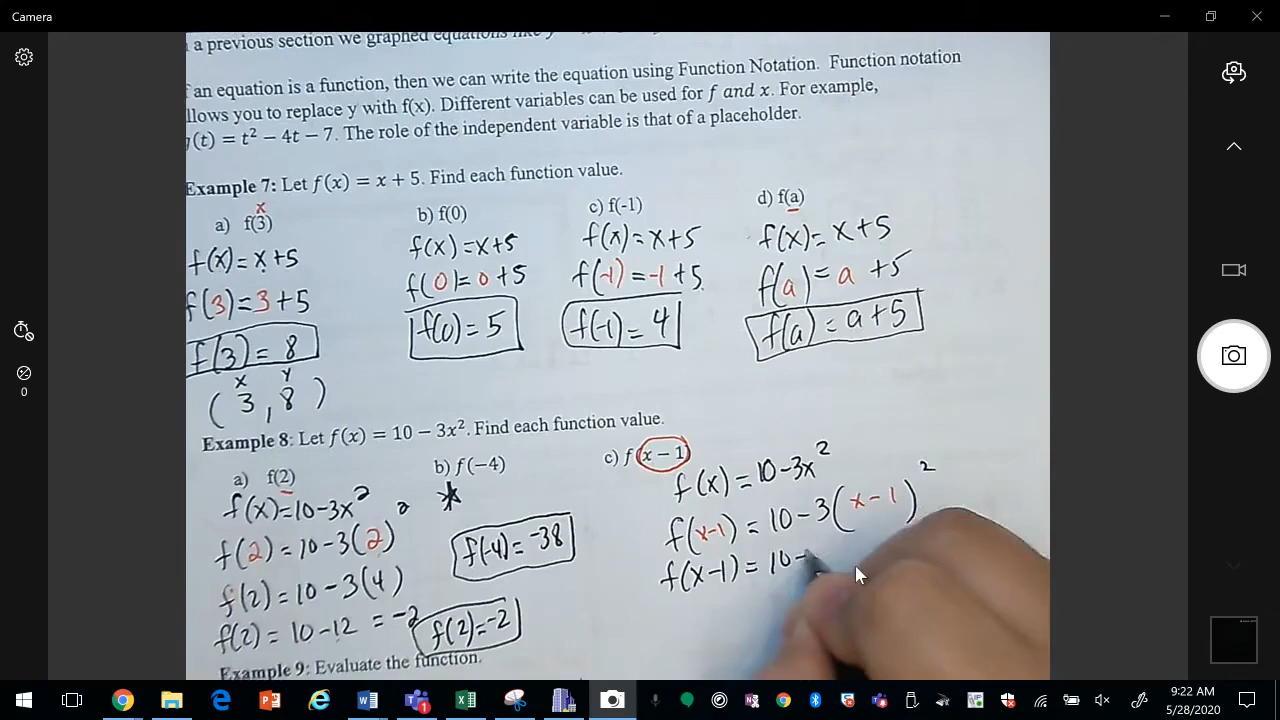 Camera
a previous section we graphed equations like y
an equation is a function, then we can write the equation using Function Notation. Function notation
llows you to replace y with f(x). Different variables can be used for f and x. For example,
(t) = t² − 4t − 7. The role of the independent variable is that of a placeholder.
Example 7: Let f(x) = x + 5. Find each function value.
x
a) f(3)
f(x) = x + 5
f(3) = 3 + 5
f(3) = 8
x y
(3, 8)
b) f(0)
f(x) = x + 5
f(0) = 0 + 5
f(0) = 5
c) f(-1)
f(x) = x + 5
f(-1) = -1 + 5
f(-1) = 4
d) f(a)
f(x) = x + 5
f(a) = a + 5
f(a) = a + 5
Example 8: Let f(x) = 10 − 3x². Find each function value.
a) f(2)
f(x) = 10 - 3x²
f(2) = 10 - 3(2)²
f(2) = 10 - 3(4)
f(2) = 10 - 12 = -2
f(2) = -2
b) f(−4)
*
f(-4) = -38
c) f(x − 1)
f(x) = 10 - 3x²
f(x-1) = 10 - 3(x - 1)²
f(x-1) = 10 -
Example 9: Evaluate the function.
0
1
9:22 AM
5/28/2020